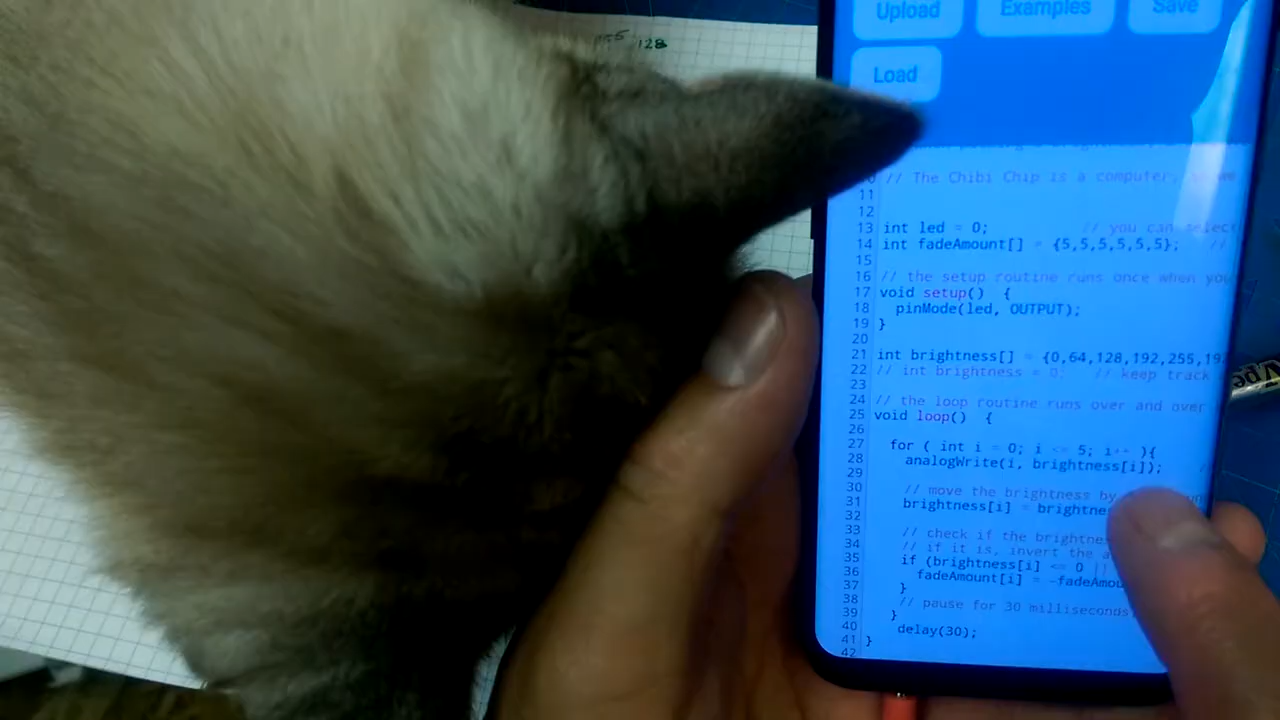 128
Upload Examples Save
Load
// The Chibi Chip is a computer,
11
12
13 int led = 0; // you can select
14 int fadeAmount[] = {5,5,5,5,5,5}; //
15
16 // the setup routine runs once when you
17 void setup() {
18 pinMode(led, OUTPUT);
19 }
20
21 int brightness[] = {0,64,128,192,255,19
22 // int brightness = 0; // keep track
23
24 // the loop routine runs over and over
25 void loop() {
26
27 for ( int i = 0; i <= 5; i++ ){
28 analogWrite(i, brightness[i]);
29
30 // move the brightness by
31 brightness[i] = brightne
32
33 // check if the brightne
34 // if it is, invert the
35 if (brightness[i] <= 0 ||
36 fadeAmount[i] = -fadeAmou
37 }
38 // pause for 30 milliseconds
39 }
40 delay(30);
41 }
42